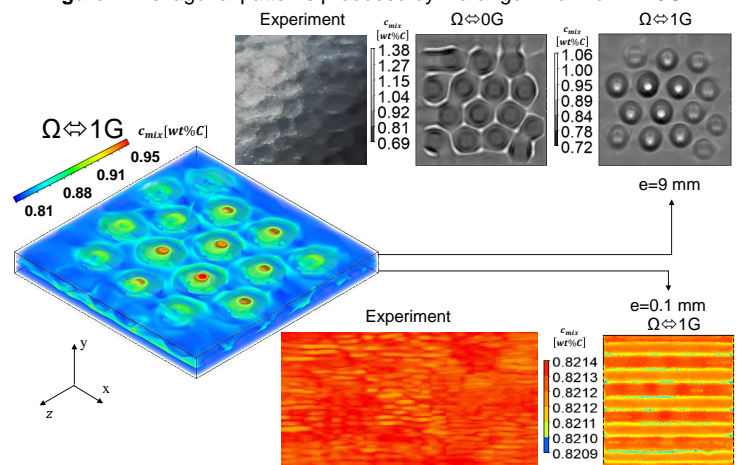 Experiment
Ω⇔0G
Ω⇔1G
c_mix
[wt%C]
1.38
1.27
1.15
1.04
0.92
0.81
0.69
c_mix
[wt%C]
1.06
1.00
0.95
0.89
0.84
0.78
0.72
Ω⇔1G
c_mix[wt%C]
0.95
0.91
0.88
0.81
e=9 mm
y
x
z
Experiment
e=0.1 mm
Ω⇔1G
c_mix
[wt%C]
0.8214
0.8213
0.8212
0.8212
0.8211
0.8210
0.8209